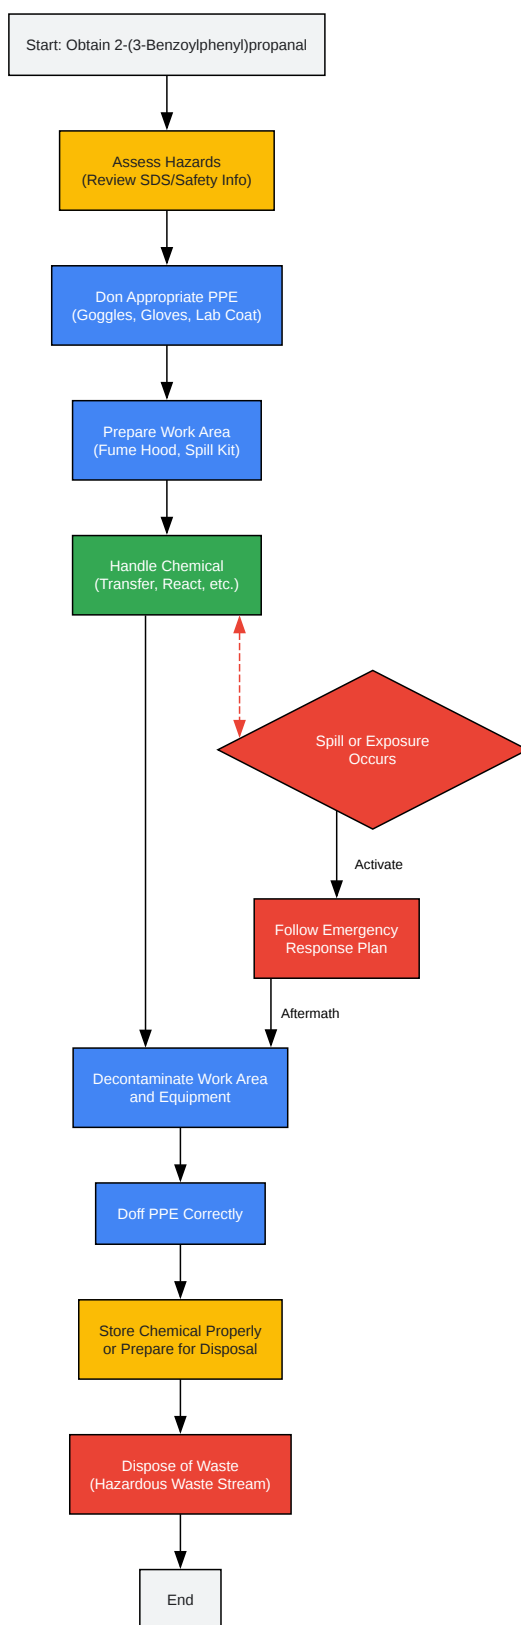 Start: Obtain 2-(3-Benzoylphenyl)propanal
Assess Hazards
(Review SDS/Safety Info)
Don Appropriate PPE
(Goggles, Gloves, Lab Coat)
Prepare Work Area
(Fume Hood, Spill Kit)
Handle Chemical
(Transfer, React, etc.)
Spill or Exposure
Occurs
Activate
Follow Emergency
Response Plan
Aftermath
Decontaminate Work Area
and Equipment
Doff PPE Correctly
Store Chemical Properly
or Prepare for Disposal
Dispose of Waste
(Hazardous Waste Stream)
End